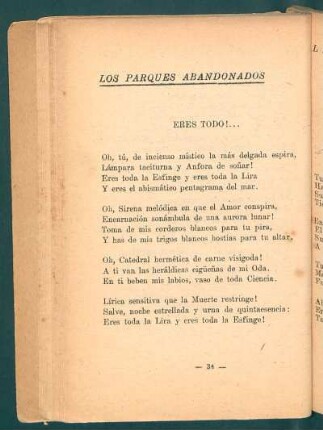 LOS PARQUES ABANDONADOS
ERES TODO!...
Oh, tú, de incienso místico la más delgada espira,
Lámpara taciturna y Anfora de soñar!
Eres toda la Esfinge y eres toda la Lira
Y eres el abismático pentagrama del mar.
Oh, Sirena melódica en que el Amor conspira,
Encarnación sonámbula de una aurora lunar!
Toma de mis corderos blancos para tu pira,
Y haz de mis trigos blancos hostias para tu altar,
Oh, Catedral hermética de carne visigoda!
A ti van las heráldicas cigüeñas de mi Oda.
En ti beben mis labios, vaso de toda Ciencia.
Lírica sensitiva que la Muerte restringe!
Salve, noche estrellada y urna de quintaesencia:
Eres toda la Lira y eres toda la Esfinge!
— 38 —